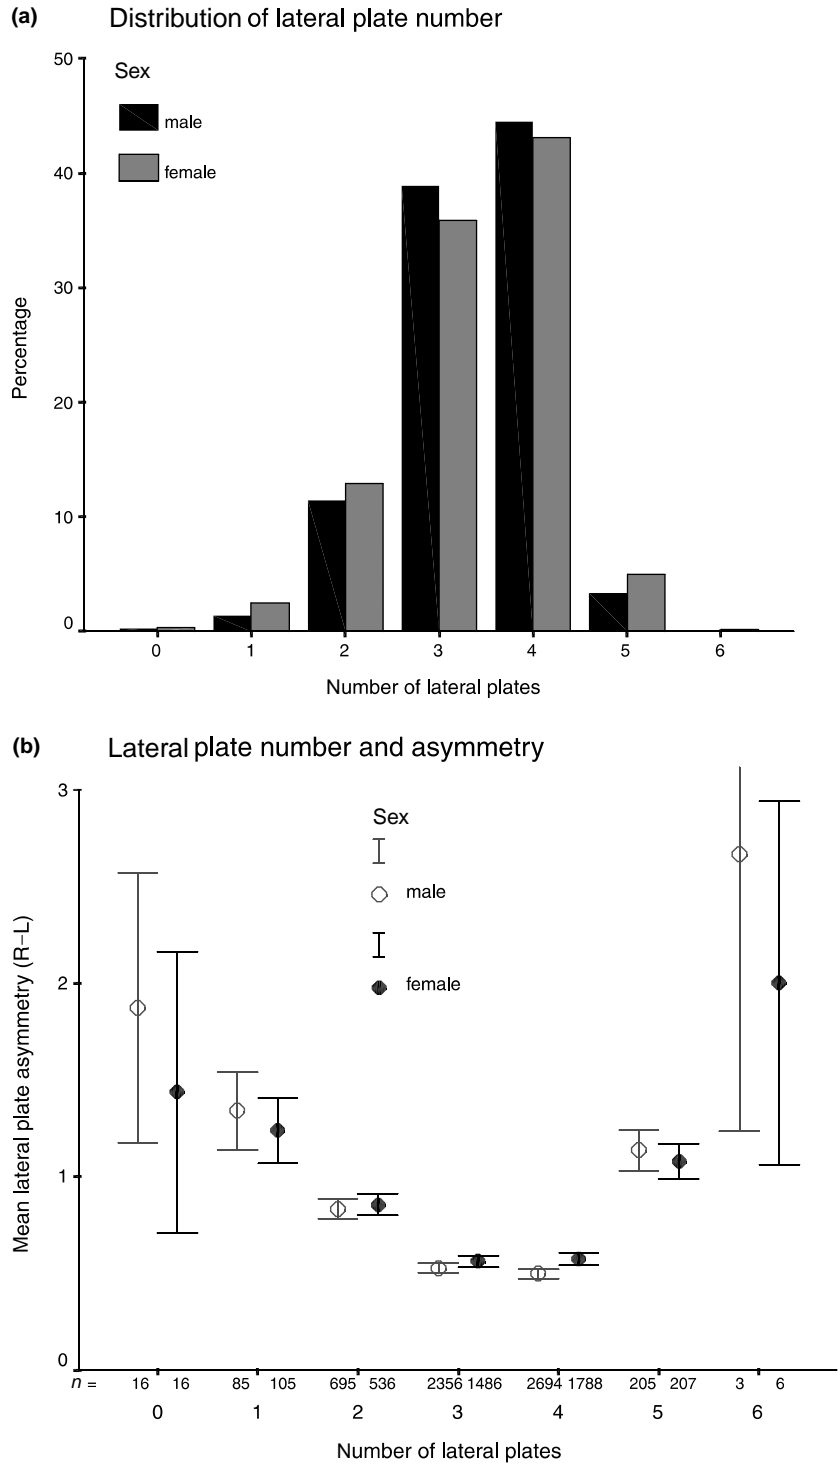 (a) Distribution of lateral plate number
Sex
male
female
50
40
30
20
10
0
Percentage
0 1 2 3 4 5 6
Number of lateral plates
(b) Lateral plate number and asymmetry
Sex
male
female
3
2
1
0
Mean lateral plate asymmetry (R–L)
n = 16 16 85 105 695 536 2356 1486 2694 1788 205 207 3 6
0 1 2 3 4 5 6
Number of lateral plates